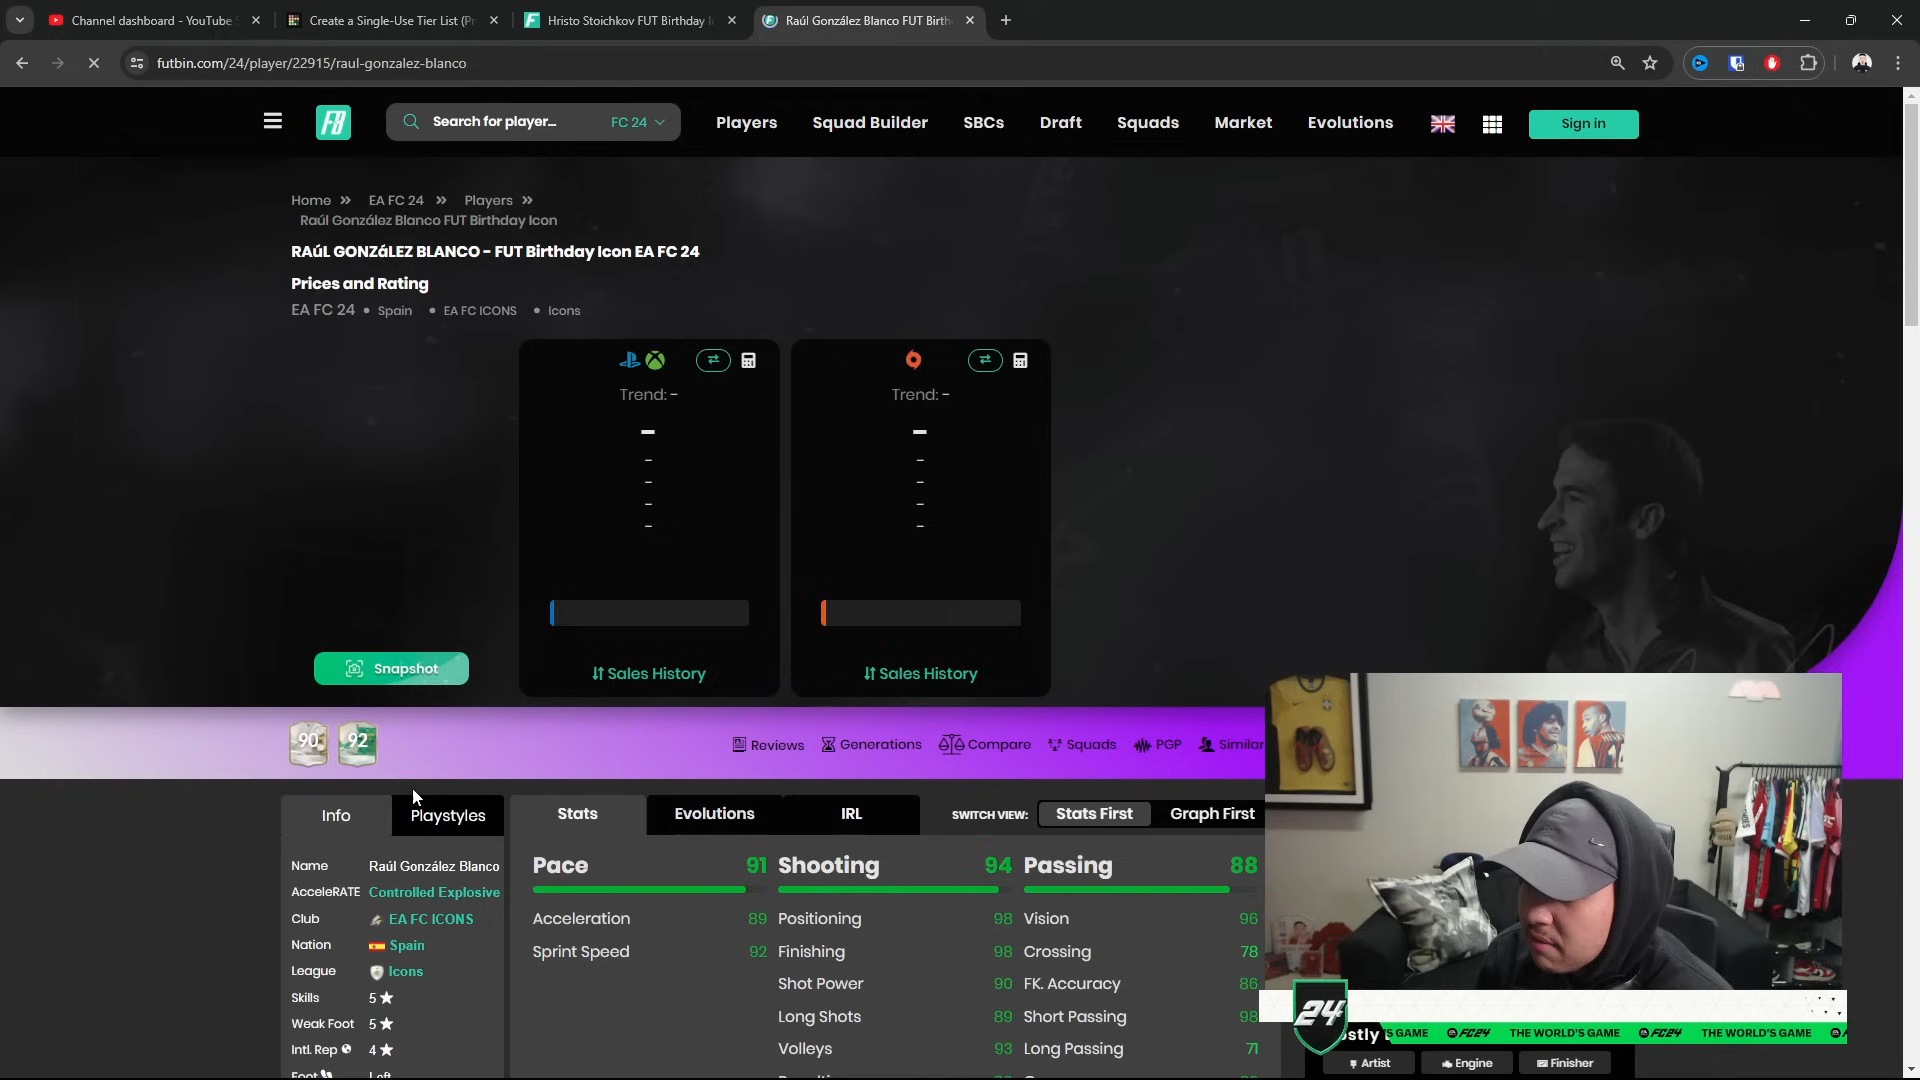 Channel dashboard - YouTube
Create a Single-Use Tier List (Pr
Hristo Stoichkov FUT Birthday I
Raúl González Blanco FUT Birth
futbin.com/24/player/22915/raul-gonzalez-blanco
Search for player...
FC 24
Players
Squad Builder
SBCs
Draft
Squads
Market
Evolutions
Sign in
Home » EA FC 24 » Players »
Raúl González Blanco FUT Birthday Icon
RAúL GONZáLEZ BLANCO - FUT Birthday Icon EA FC 24
Prices and Rating
EA FC 24 • Spain • EA FC ICONS • Icons
Trend: -
Trend: -
Snapshot
Sales History
Sales History
90
92
Reviews
Generations
Compare
Squads
PGP
Similar
Info
Playstyles
Stats
Evolutions
IRL
SWITCH VIEW:
Stats First
Graph First
Name Raúl González Blanco
AcceleRATE Controlled Explosive
Club EA FC ICONS
Nation Spain
League Icons
Skills 5
Weak Foot 5
Intl. Rep 4
Foot Left
Pace 91
Acceleration 89
Sprint Speed 92
Shooting 94
Positioning 98
Finishing 98
Shot Power 90
Long Shots 89
Volleys 93
Passing 88
Vision 96
Crossing 78
FK. Accuracy 86
Short Passing 98
Long Passing 71
24
'S GAME
FC24
THE WORLD'S GAME
FC24
THE WORLD'S GAME
Artist
Engine
Finisher